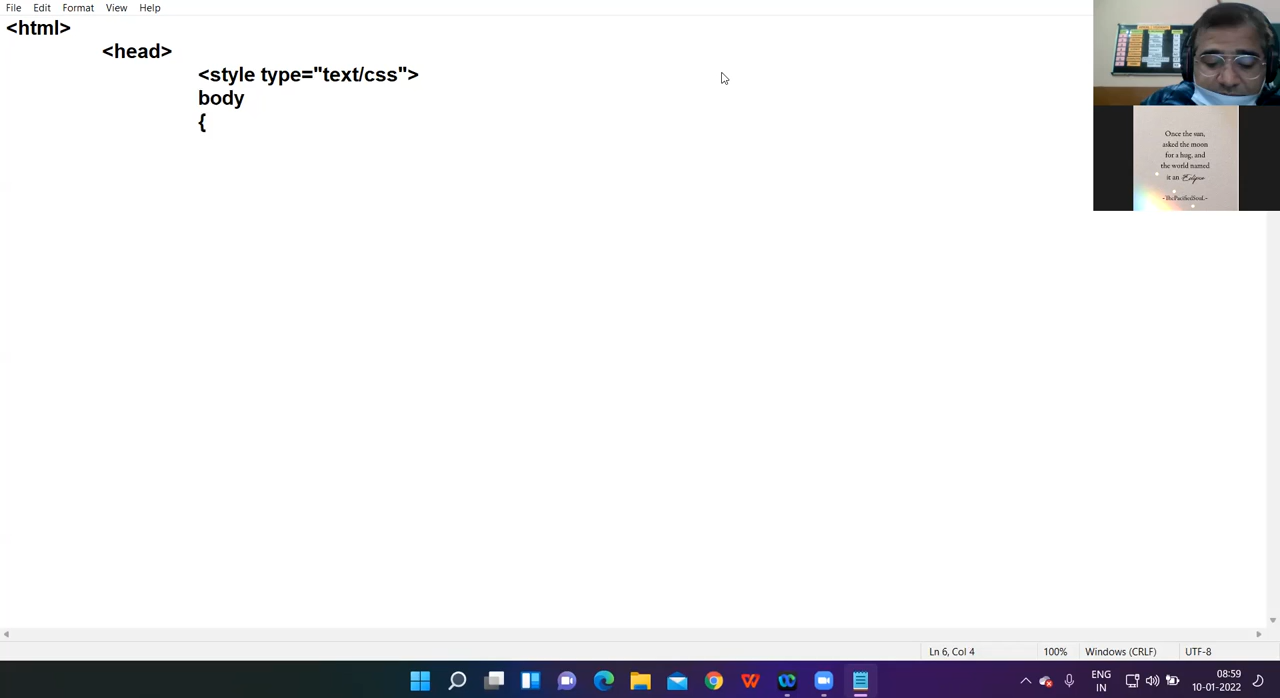 File Edit Format View Help
<html>
<head>
<style type="text/css">
body
{
Once the sun,
asked the moon
for a hug, and
the world named
it an Eclipse
~ThePacifiedSoul.~
Ln 6, Col 4
100%
Windows (CRLF)
UTF-8
ENG
IN
08:59
10-01-2022